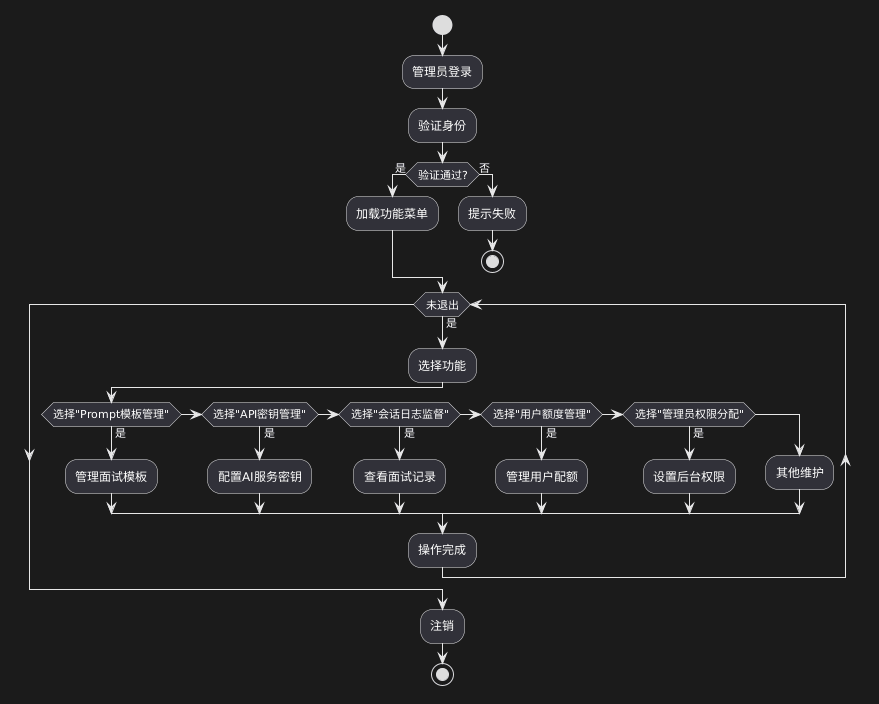 管理员登录
验证身份
是
验证通过?
否
加载功能菜单
提示失败
未退出
是
选择功能
选择"Prompt模板管理"
选择"API密钥管理"
选择"会话日志监督"
选择"用户额度管理"
选择"管理员权限分配"
是
是
是
是
是
管理面试模板
配置AI服务密钥
查看面试记录
管理用户配额
设置后台权限
其他维护
操作完成
注销